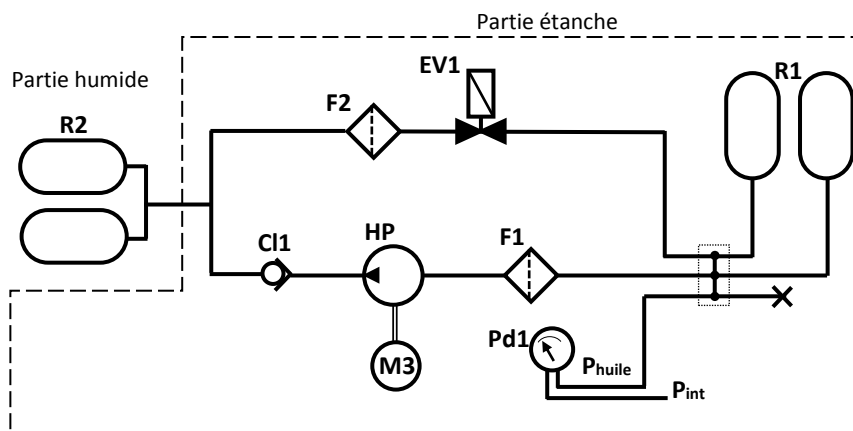 Partie étanche
Partie humide
EV1
R1
F2
R2
Cl1
HP
F1
Pd1
M3
Phuile
Pint